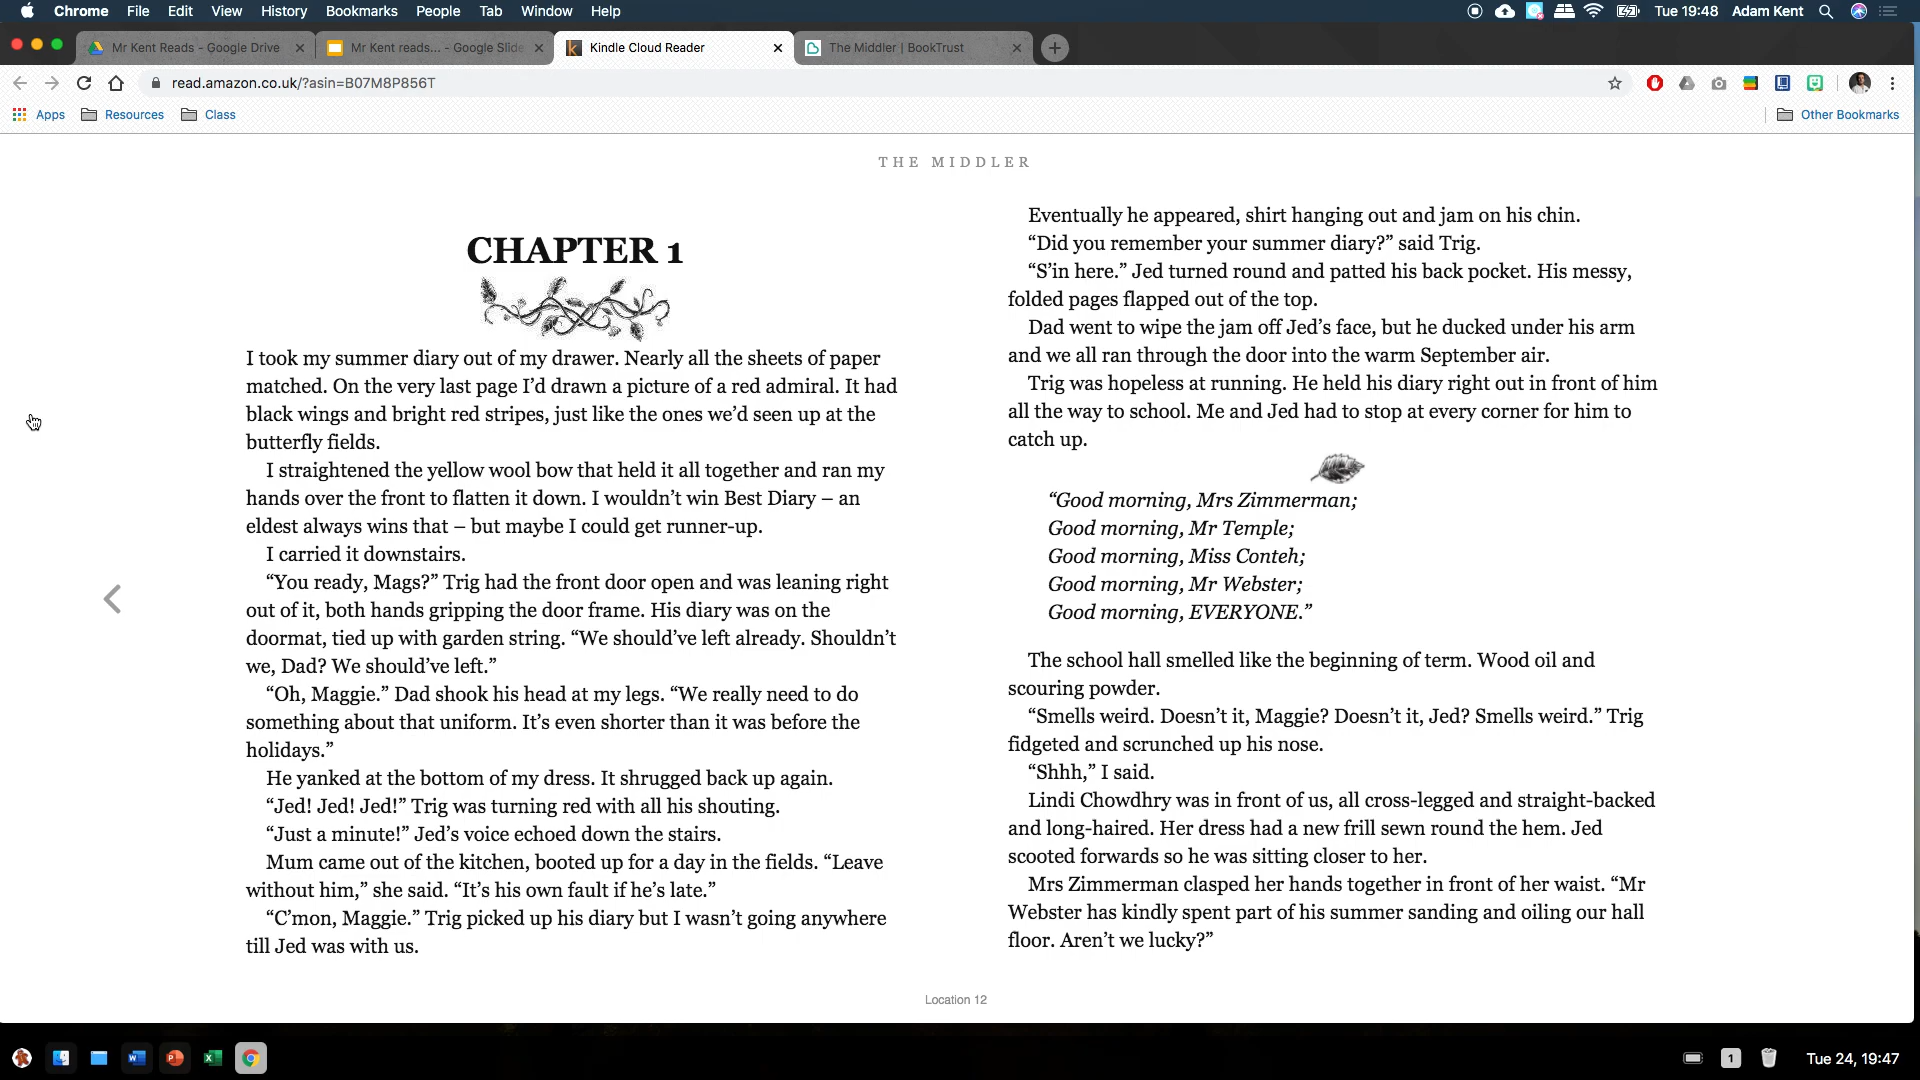 Chrome File Edit View History Bookmarks People Tab Window Help Tue 19:48 Adam Kent
Mr Kent Reads - Google Drive
Mr Kent reads... - Google Slide
Kindle Cloud Reader
The Middler | BookTrust
read.amazon.co.uk/?asin=B07M8P856T
Apps Resources Class Other Bookmarks
THE MIDDLER
CHAPTER 1
I took my summer diary out of my drawer. Nearly all the sheets of paper
matched. On the very last page I’d drawn a picture of a red admiral. It had
black wings and bright red stripes, just like the ones we’d seen up at the
butterfly fields.
I straightened the yellow wool bow that held it all together and ran my
hands over the front to flatten it down. I wouldn’t win Best Diary – an
eldest always wins that – but maybe I could get runner-up.
I carried it downstairs.
“You ready, Mags?” Trig had the front door open and was leaning right
out of it, both hands gripping the door frame. His diary was on the
doormat, tied up with garden string. “We should’ve left already. Shouldn’t
we, Dad? We should’ve left.”
“Oh, Maggie.” Dad shook his head at my legs. “We really need to do
something about that uniform. It’s even shorter than it was before the
holidays.”
He yanked at the bottom of my dress. It shrugged back up again.
“Jed! Jed! Jed!” Trig was turning red with all his shouting.
“Just a minute!” Jed’s voice echoed down the stairs.
Mum came out of the kitchen, booted up for a day in the fields. “Leave
without him,” she said. “It’s his own fault if he’s late.”
“C’mon, Maggie.” Trig picked up his diary but I wasn’t going anywhere
till Jed was with us.
Eventually he appeared, shirt hanging out and jam on his chin.
“Did you remember your summer diary?” said Trig.
“S’in here.” Jed turned round and patted his back pocket. His messy,
folded pages flapped out of the top.
Dad went to wipe the jam off Jed’s face, but he ducked under his arm
and we all ran through the door into the warm September air.
Trig was hopeless at running. He held his diary right out in front of him
all the way to school. Me and Jed had to stop at every corner for him to
catch up.
“Good morning, Mrs Zimmerman;
Good morning, Mr Temple;
Good morning, Miss Conteh;
Good morning, Mr Webster;
Good morning, EVERYONE.”
The school hall smelled like the beginning of term. Wood oil and
scouring powder.
“Smells weird. Doesn’t it, Maggie? Doesn’t it, Jed? Smells weird.” Trig
fidgeted and scrunched up his nose.
“Shhh,” I said.
Lindi Chowdhry was in front of us, all cross-legged and straight-backed
and long-haired. Her dress had a new frill sewn round the hem. Jed
scooted forwards so he was sitting closer to her.
Mrs Zimmerman clasped her hands together in front of her waist. “Mr
Webster has kindly spent part of his summer sanding and oiling our hall
floor. Aren’t we lucky?”
Location 12
1 Tue 24, 19:47